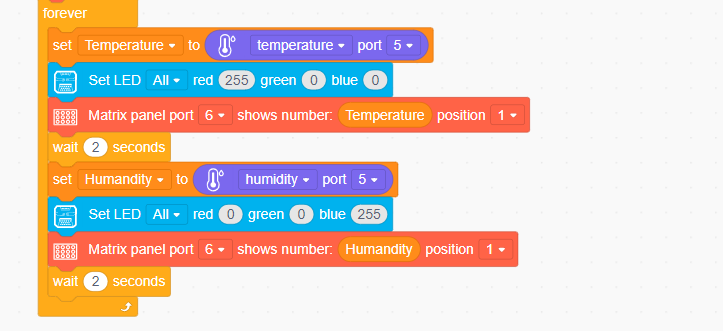 forever
set Temperature to temperature port 5
Set LED All red 255 green 0 blue 0
Matrix panel port 6 shows number: Temperature position 1
wait 2 seconds
set Humandity to humidity port 5
Set LED All red 0 green 0 blue 255
Matrix panel port 6 shows number: Humandity position 1
wait 2 seconds